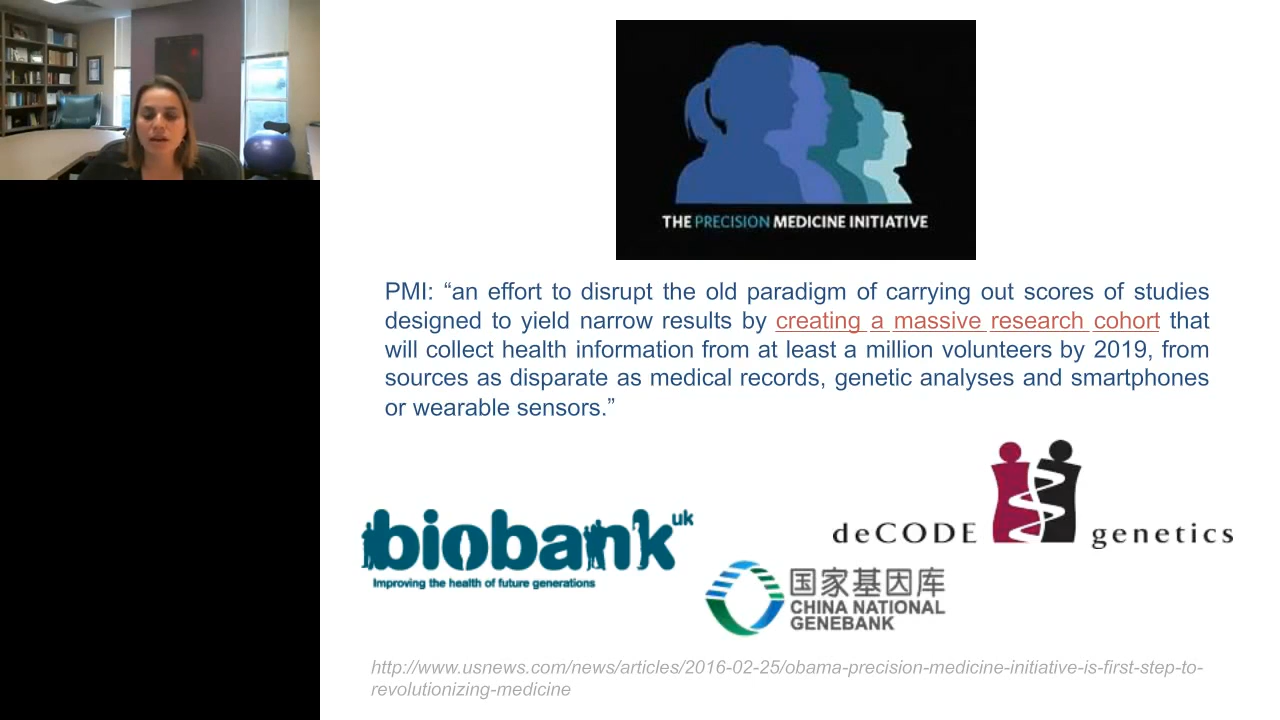 THE PRECISION MEDICINE INITIATIVE
PMI: “an effort to disrupt the old paradigm of carrying out scores of studies
designed to yield narrow results by creating a massive research cohort that
will collect health information from at least a million volunteers by 2019, from
sources as disparate as medical records, genetic analyses and smartphones
or wearable sensors.”
deCODE genetics
biobank uk
Improving the health of future generations
国家基因库
CHINA NATIONAL
GENEBANK
http://www.usnews.com/news/articles/2016-02-25/obama-precision-medicine-initiative-is-first-step-to-
revolutionizing-medicine